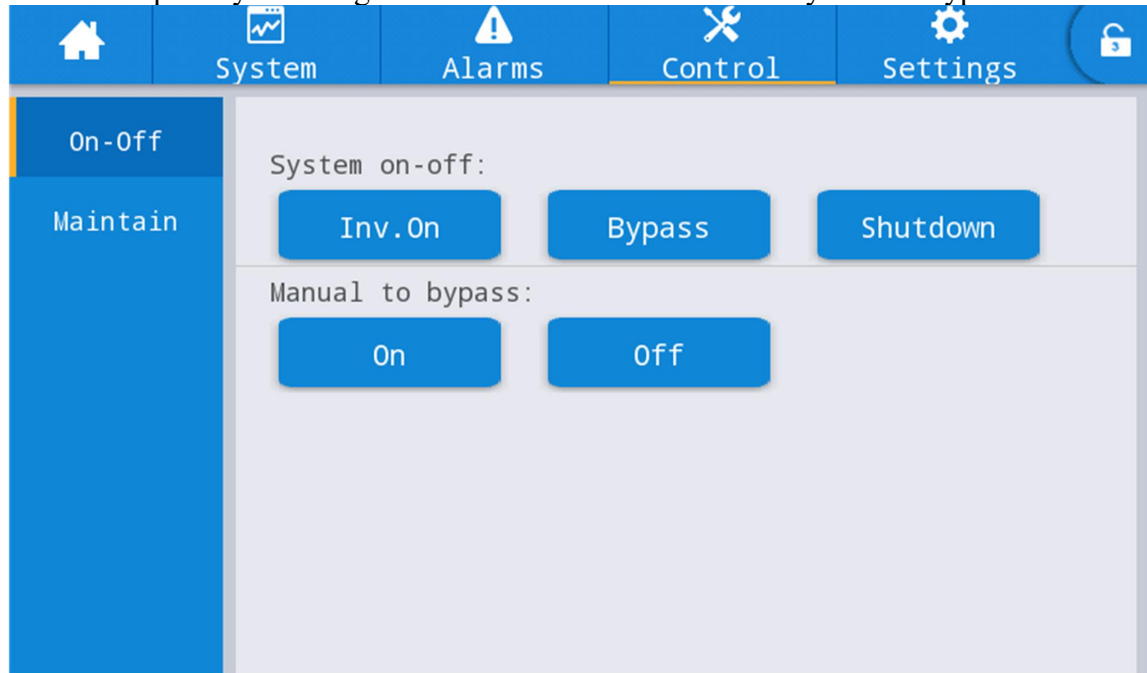 System Alarms Control Settings 3
On-Off
System on-off:
Maintain
Inv.On Bypass Shutdown
Manual to bypass:
On Off